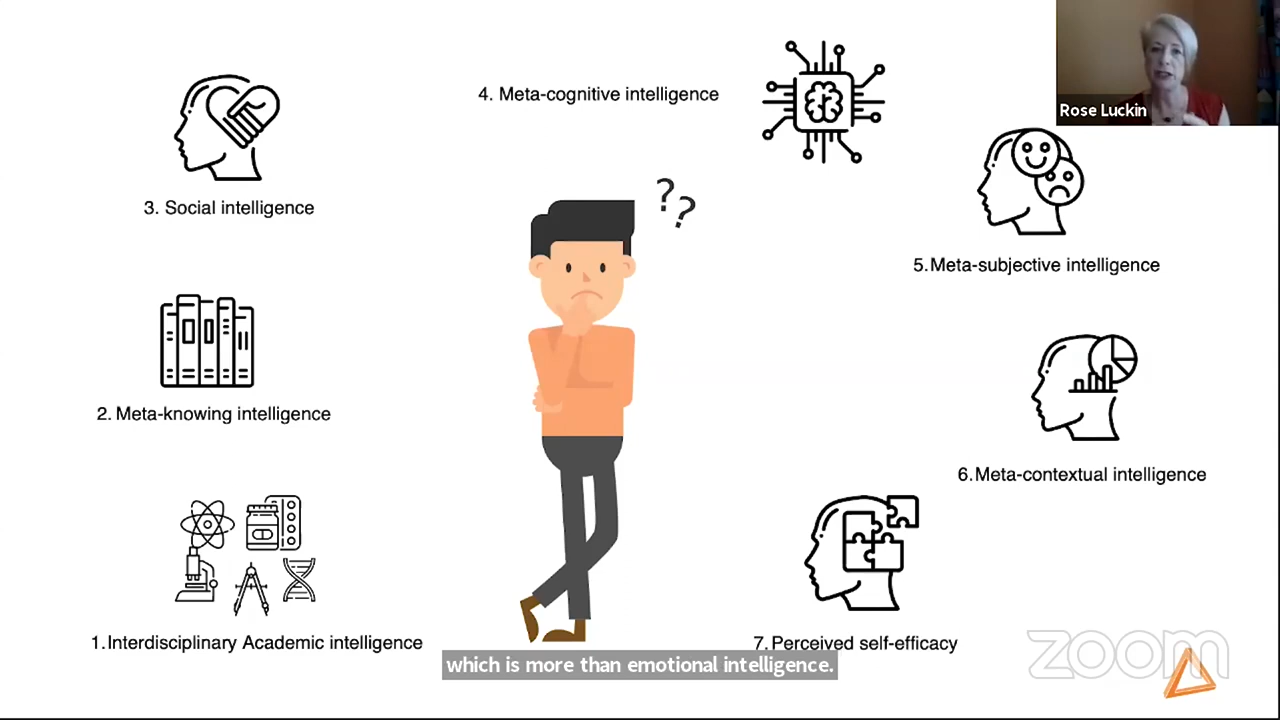 4. Meta-cognitive intelligence
Rose Luckin
??
3. Social intelligence
5.Meta-subjective intelligence
2. Meta-knowing intelligence
6.Meta-contextual intelligence
1.Interdisciplinary Academic intelligence
7.Perceived self-efficacy
which is more than emotional intelligence.
zoom